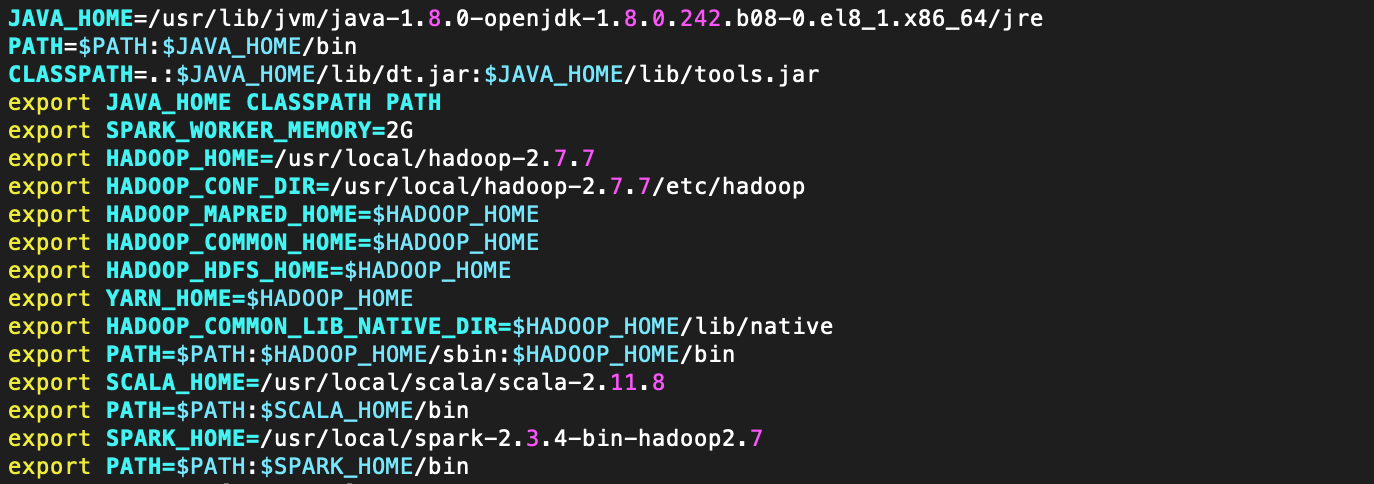 JAVA_HOME=/usr/lib/jvm/java-1.8.0-openjdk-1.8.0.242.b08-0.el8_1.x86_64/jre
PATH=$PATH:$JAVA_HOME/bin
CLASSPATH=.:$JAVA_HOME/lib/dt.jar:$JAVA_HOME/lib/tools.jar
export JAVA_HOME CLASSPATH PATH
export SPARK_WORKER_MEMORY=2G
export HADOOP_HOME=/usr/local/hadoop-2.7.7
export HADOOP_CONF_DIR=/usr/local/hadoop-2.7.7/etc/hadoop
export HADOOP_MAPRED_HOME=$HADOOP_HOME
export HADOOP_COMMON_HOME=$HADOOP_HOME
export HADOOP_HDFS_HOME=$HADOOP_HOME
export YARN_HOME=$HADOOP_HOME
export HADOOP_COMMON_LIB_NATIVE_DIR=$HADOOP_HOME/lib/native
export PATH=$PATH:$HADOOP_HOME/sbin:$HADOOP_HOME/bin
export SCALA_HOME=/usr/local/scala/scala-2.11.8
export PATH=$PATH:$SCALA_HOME/bin
export SPARK_HOME=/usr/local/spark-2.3.4-bin-hadoop2.7
export PATH=$PATH:$SPARK_HOME/bin